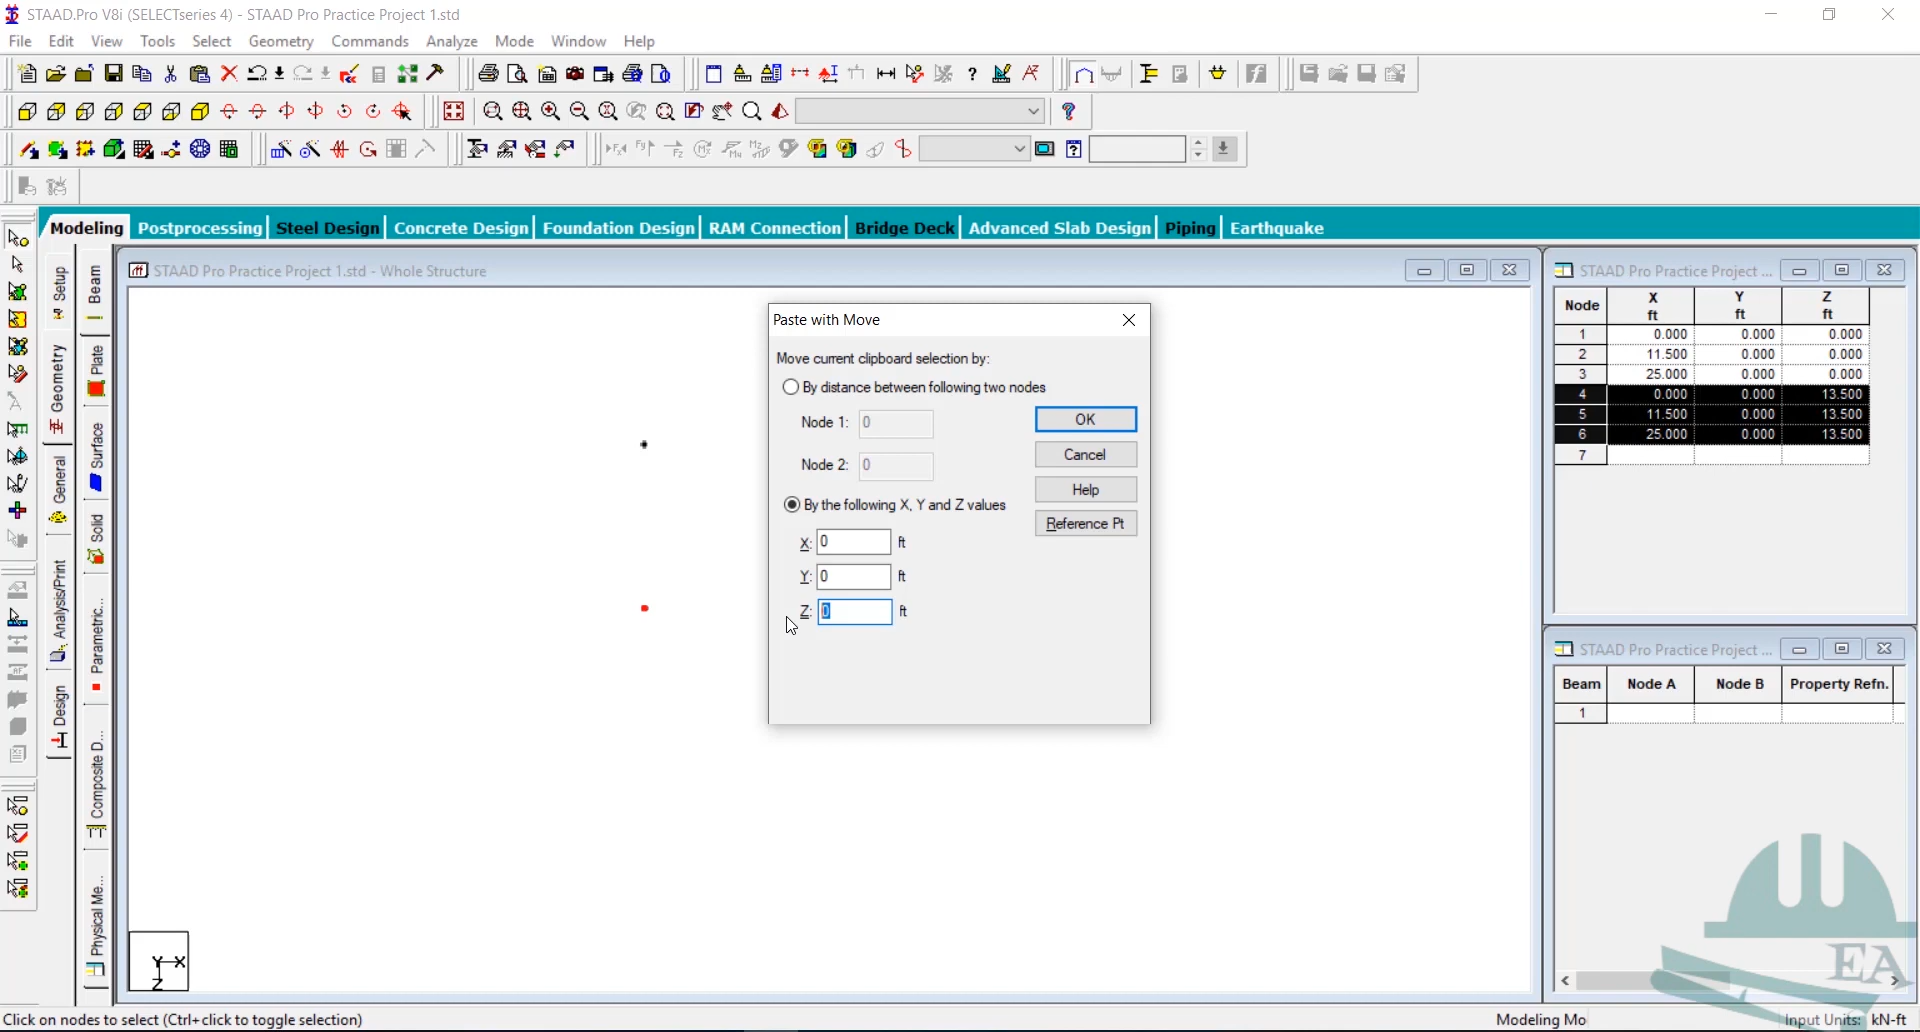 STAAD.Pro V8i (SELECTseries 4) - STAAD Pro Practice Project 1.std
File Edit View Tools Select Geometry Commands Analyze Mode Window Help
Modeling Postprocessing Steel Design Concrete Design Foundation Design RAM Connection Bridge Deck Advanced Slab Design Piping Earthquake
Setup
Geometry
General
Analysis/Print
Design
Beam
Plate
Surface
Solid
Parametric...
Composite D...
Physical Me...
STAAD Pro Practice Project 1.std - Whole Structure
Paste with Move
Move current clipboard selection by:
By distance between following two nodes
Node 1: 0
Node 2: 0
By the following X, Y and Z values
X: 0 ft
Y: 0 ft
Z: 0 ft
OK
Cancel
Help
Reference Pt
Y X
Z
STAAD Pro Practice Project ...
Node X ft Y ft Z ft
1 0.000 0.000 0.000
2 11.500 0.000 0.000
3 25.000 0.000 0.000
4 0.000 0.000 13.500
5 11.500 0.000 13.500
6 25.000 0.000 13.500
7
STAAD Pro Practice Project ...
Beam Node A Node B Property Refn.
1
EA
Click on nodes to select (Ctrl+click to toggle selection)
Modeling Mo
Input Units: kN-ft